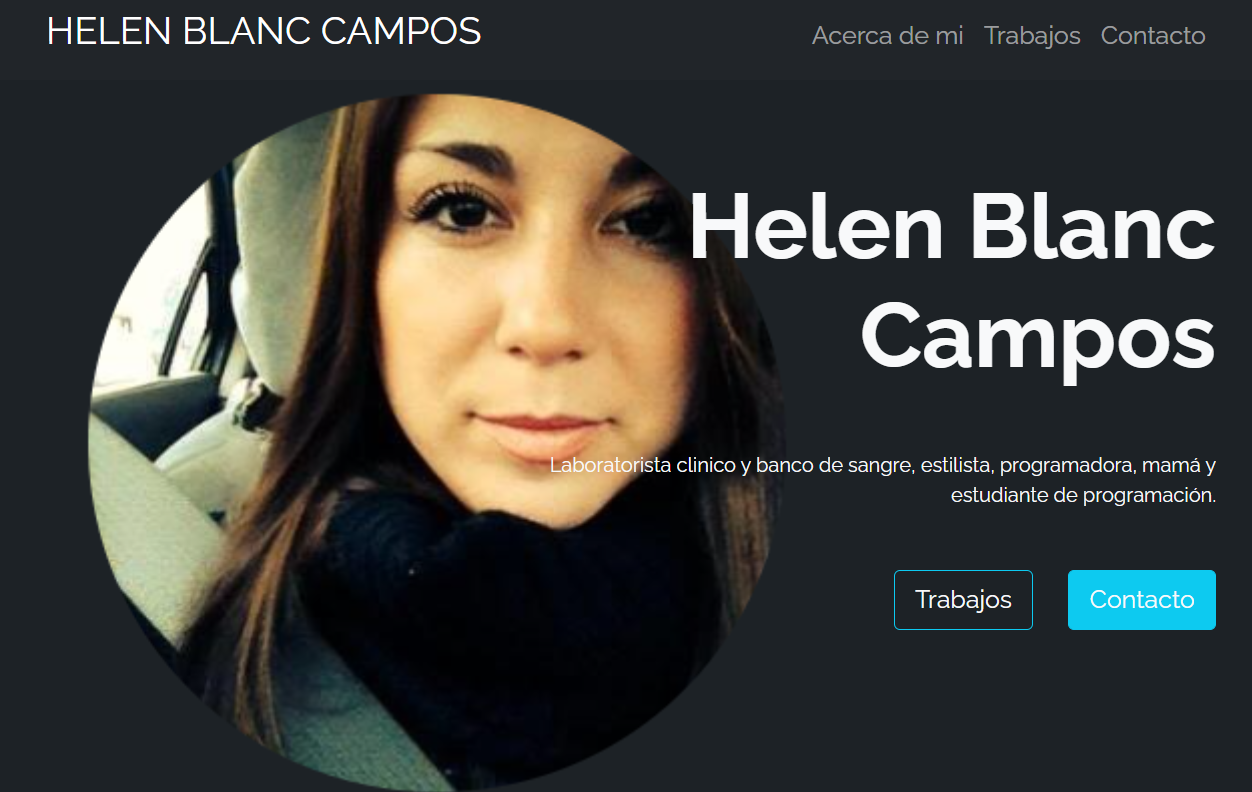 HELEN BLANC CAMPOS
Acerca de mi Trabajos Contacto
Helen Blanc
Campos
Laboratorista clinico y banco de sangre, estilista, programadora, mamá y
estudiante de programación.
Trabajos Contacto